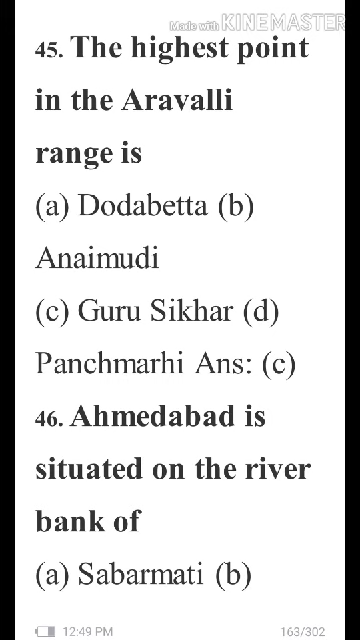 Made with KINEMASTER
45. The highest point
in the Aravalli
range is
(a) Dodabetta (b)
Anaimudi
(c) Guru Sikhar (d)
Panchmarhi Ans: (c)
46. Ahmedabad is
situated on the river
bank of
(a) Sabarmati (b)
12:49 PM 163/302